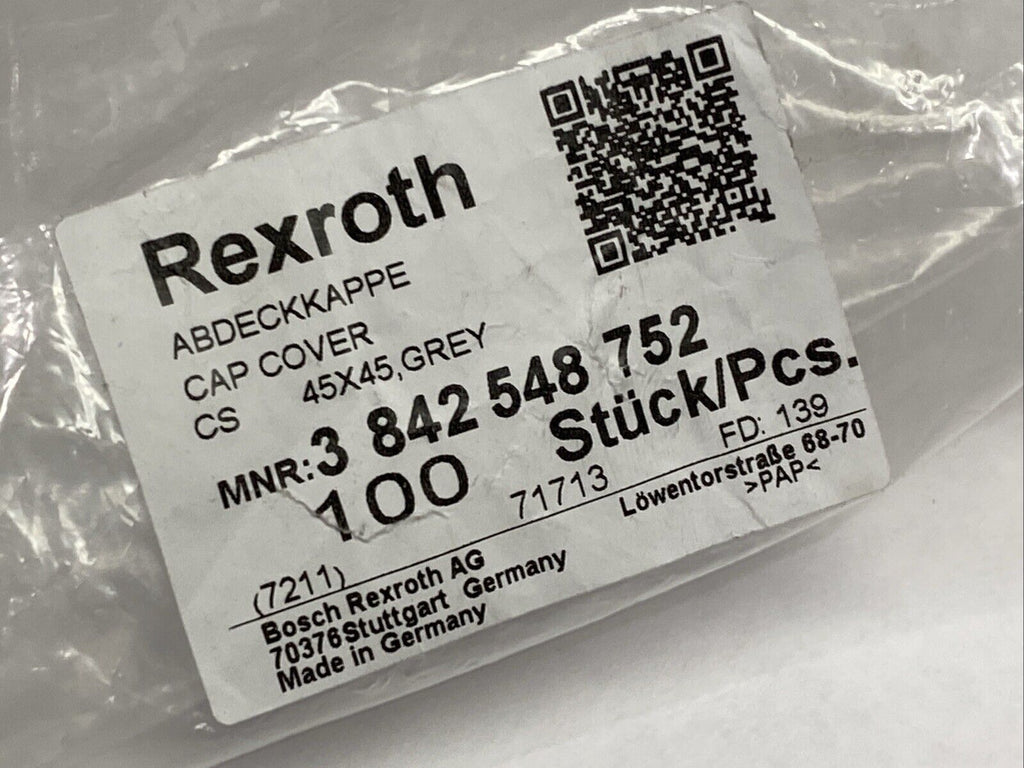 Rexroth
ABDECKKAPPE
CAP COVER
CS 45X45,GREY
MNR:3 842 548 752
100 Stück/Pcs.
(7211) 71713 FD: 139
Bosch Rexroth AG Löwentorstraße 68-70
70376Stuttgart Germany >PAP<
Made in Germany